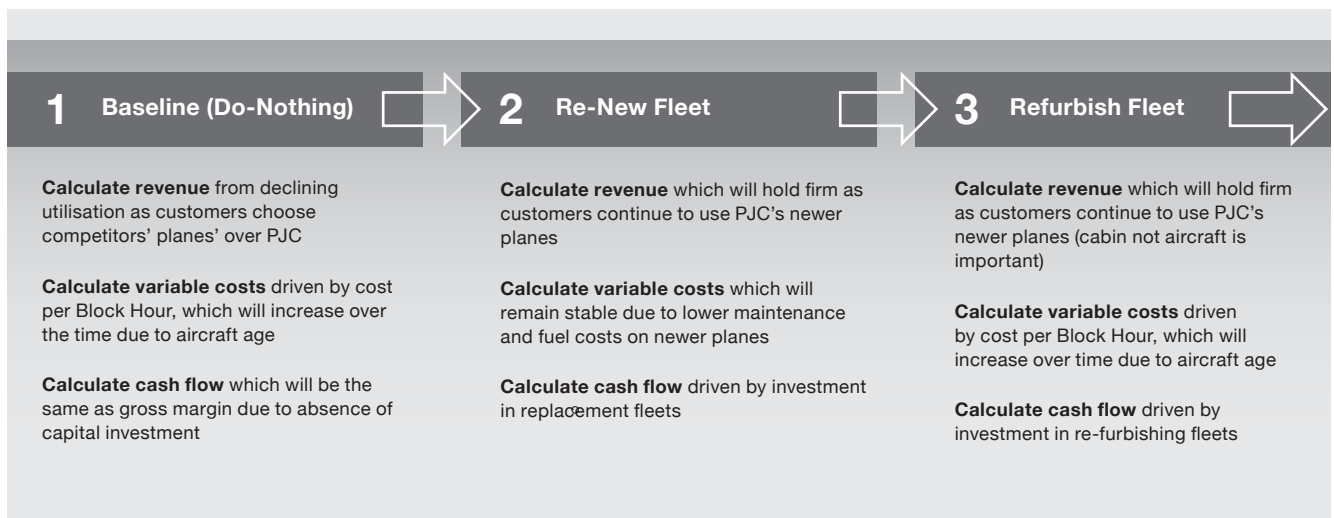 1 Baseline (Do-Nothing)
Calculate revenue from declining
utilisation as customers choose
competitors' planes' over PJC
Calculate variable costs driven by cost
per Block Hour, which will increase over
the time due to aircraft age
Calculate cash flow which will be the
same as gross margin due to absence of
capital investment
2 Re-New Fleet
Calculate revenue which will hold firm as
customers continue to use PJC's newer
planes
Calculate variable costs which will
remain stable due to lower maintenance
and fuel costs on newer planes
Calculate cash flow driven by investment
in replacement fleets
3 Refurbish Fleet
Calculate revenue which will hold firm
as customers continue to use PJC's
newer planes (cabin not aircraft is
important)
Calculate variable costs driven
by cost per Block Hour, which will
increase over time due to aircraft age
Calculate cash flow driven by
investment in re-furbishing fleets